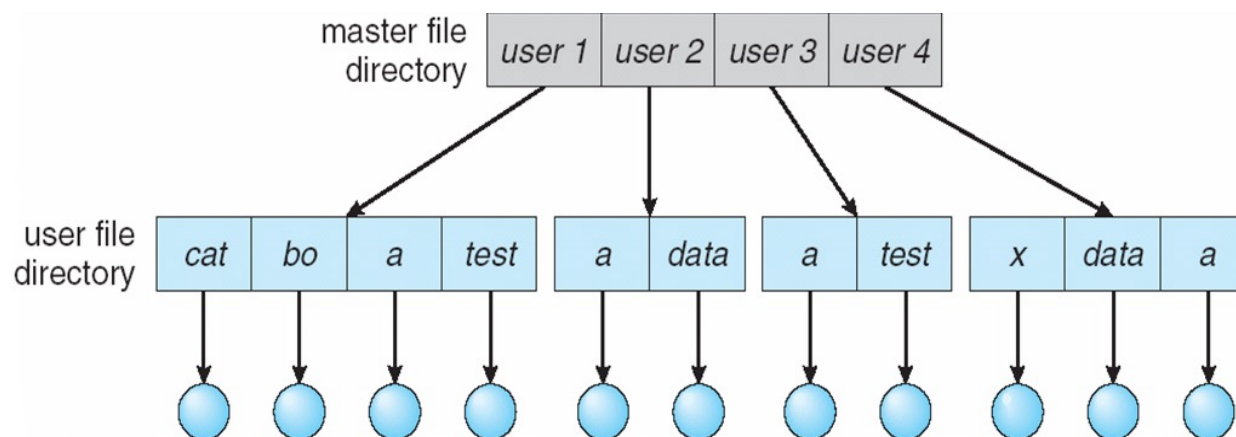 master file directory
user 1 user 2 user 3 user 4
user file directory
cat bo a test a data a test x data a